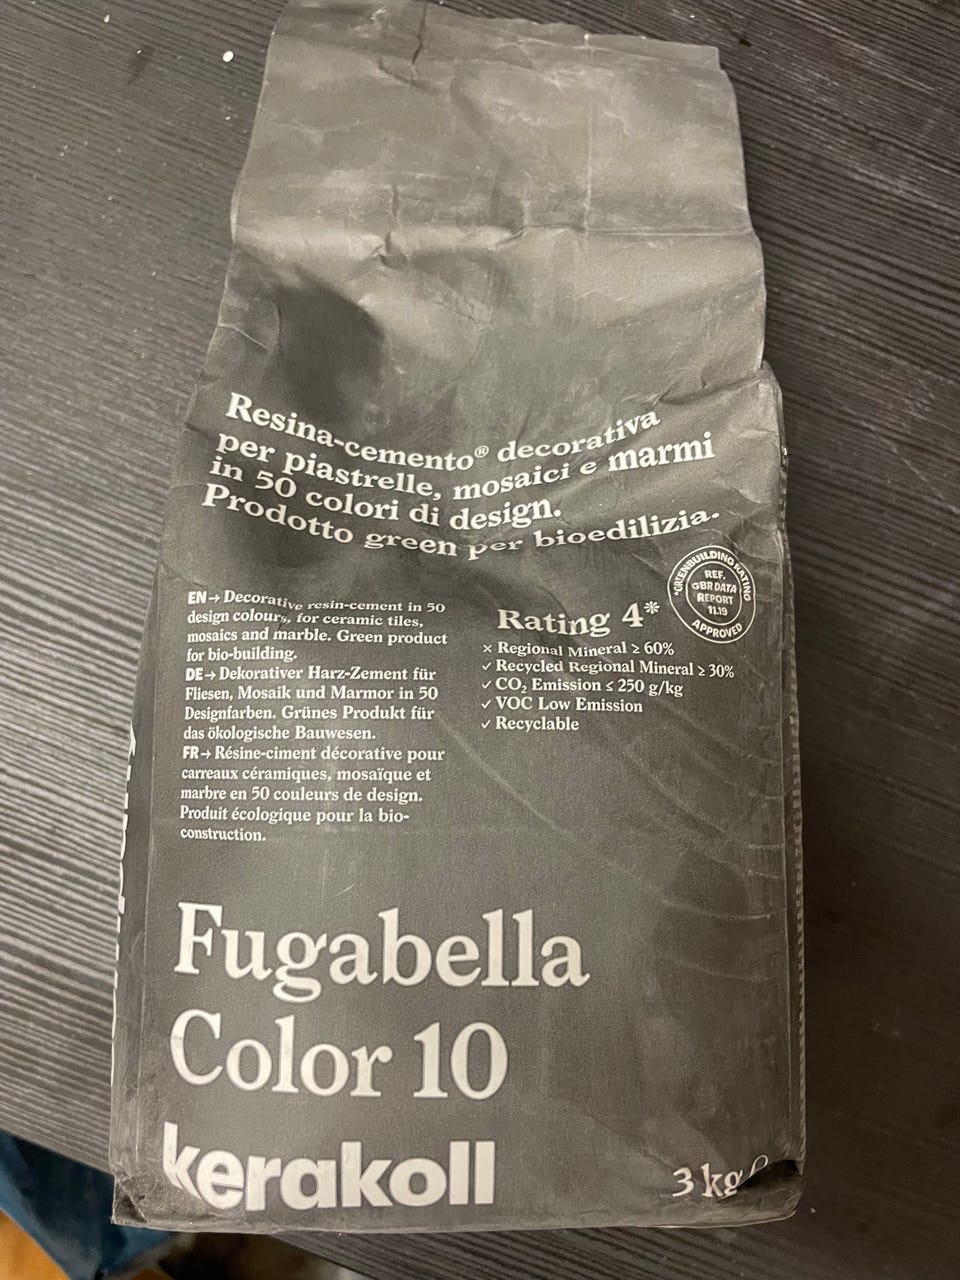 Resina-cemento® decorativa
per piastrelle, mosaici e marmi
in 50 colori di design.
Prodotto green per bioedilizia.
EN→Decorative resin-cement in 50
design colours, for ceramic tiles,
mosaics and marble. Green product
for bio-building.
DE→Dekorativer Harz-Zement für
Fliesen, Mosaik und Marmor in 50
Designfarben. Grünes Produkt für
das ökologische Bauwesen.
FR→Résine-ciment décorative pour
carreaux céramiques, mosaïque et
marbre en 50 couleurs de design.
Produit écologique pour la bio-
construction.
Rating 4*
× Regional Mineral ≥ 60%
✓ Recycled Regional Mineral ≥ 30%
✓ CO₂ Emission ≤ 250 g/kg
✓ VOC Low Emission
✓ Recyclable
*GREENBUILDING RATING
REF.
GBR DATA
REPORT
11.19
APPROVED
Fugabella
Color 10
kerakoll
3 kg